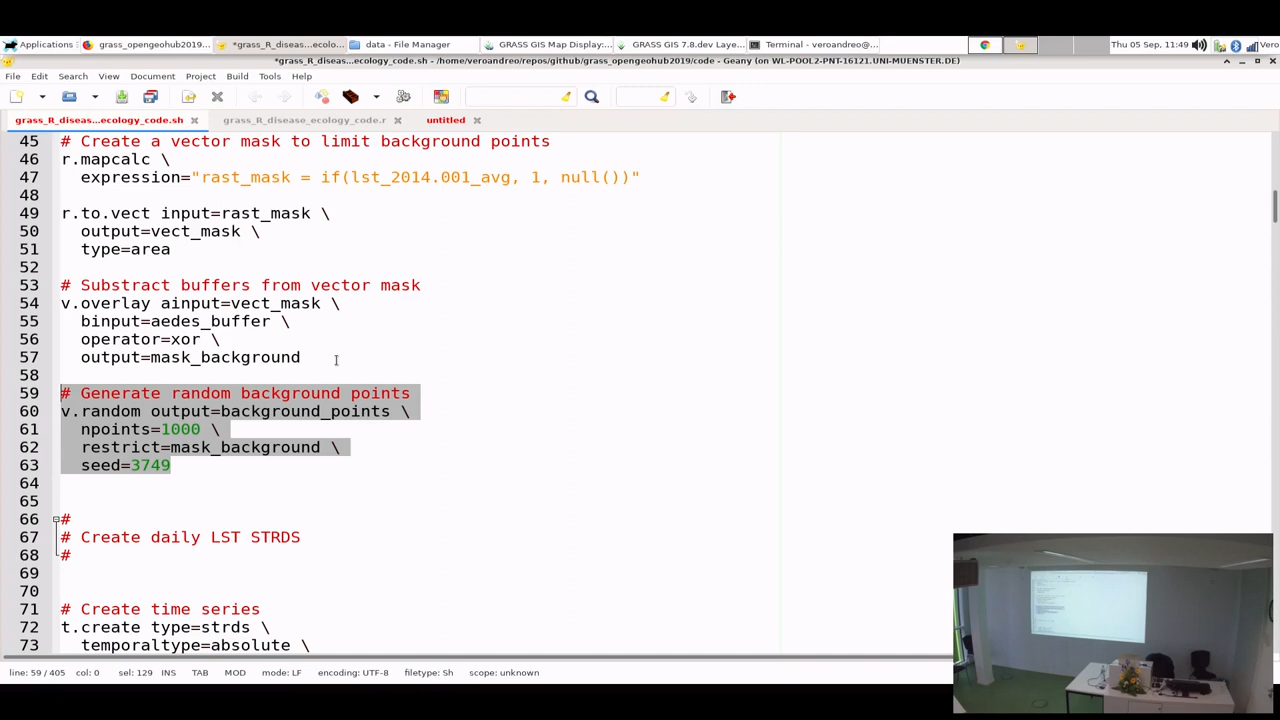 Applications grass_opengeohub2019... *grass_R_diseas...ecolo... data - File Manager GRASS GIS Map Display:... GRASS GIS 7.8.dev Laye... Terminal - veroandreo@... Thu 05 Sep, 11:49 Vero
*grass_R_diseas...ecology_code.sh - /home/veroandreo/repos/github/grass_opengeohub2019/code - Geany (on WL-POOL2-PNT-16121.UNI-MUENSTER.DE)
File Edit Search View Document Project Build Tools Help
grass_R_diseas...ecology_code.sh grass_R_disease_ecology_code.r untitled
45 # Create a vector mask to limit background points
46 r.mapcalc \
47 expression="rast_mask = if(lst_2014.001_avg, 1, null())"
48
49 r.to.vect input=rast_mask \
50 output=vect_mask \
51 type=area
52
53 # Substract buffers from vector mask
54 v.overlay ainput=vect_mask \
55 binput=aedes_buffer \
56 operator=xor \
57 output=mask_background
58
59 # Generate random background points
60 v.random output=background_points \
61 npoints=1000 \
62 restrict=mask_background \
63 seed=3749
64
65
66 #
67 # Create daily LST STRDS
68 #
69
70
71 # Create time series
72 t.create type=strds \
73 temporaltype=absolute \
line: 59 / 405 col: 0 sel: 129 INS TAB MOD mode: LF encoding: UTF-8 filetype: Sh scope: unknown